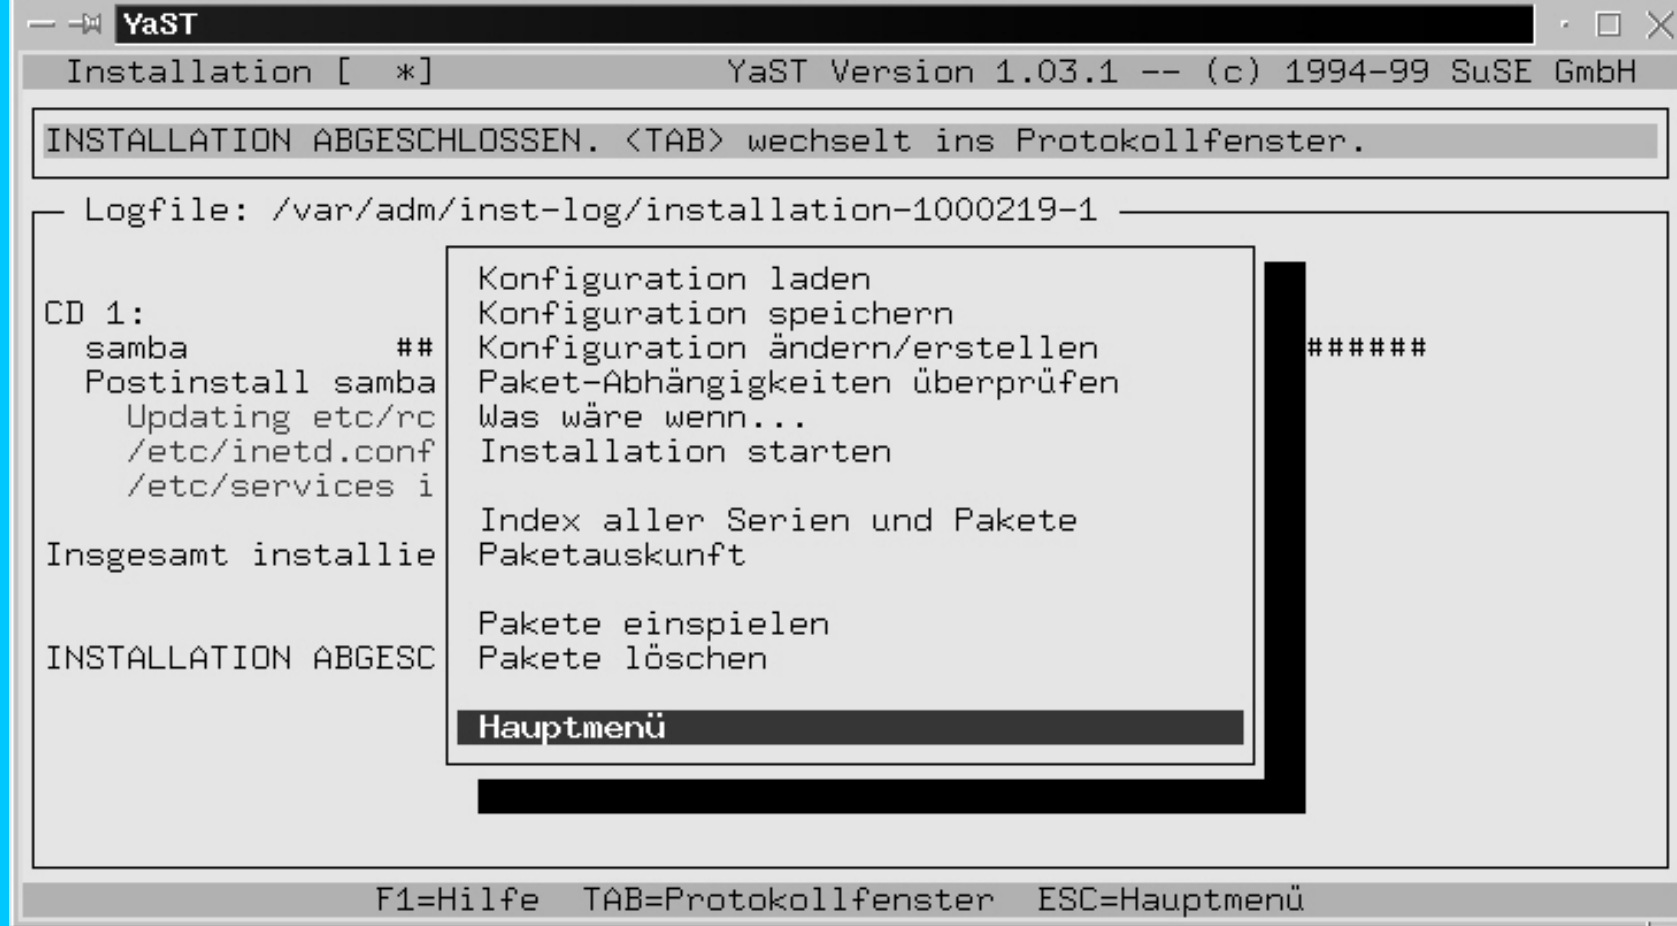 YaST
Installation [  *]   YaST Version 1.03.1 -- (c) 1994-99 SuSE GmbH
INSTALLATION ABGESCHLOSSEN. <TAB> wechselt ins Protokollfenster.
Logfile: /var/adm/inst-log/installation-1000219-1
Konfiguration laden
CD 1: Konfiguration speichern
samba ## Konfiguration ändern/erstellen ######
Postinstall samba Paket-Abhängigkeiten überprüfen
Updating etc/rc Was wäre wenn...
/etc/inetd.conf Installation starten
/etc/services i
Index aller Serien und Pakete
Insgesamt installie Paketauskunft
Pakete einspielen
INSTALLATION ABGESC Pakete löschen
Hauptmenü
F1=Hilfe  TAB=Protokollfenster  ESC=Hauptmenü